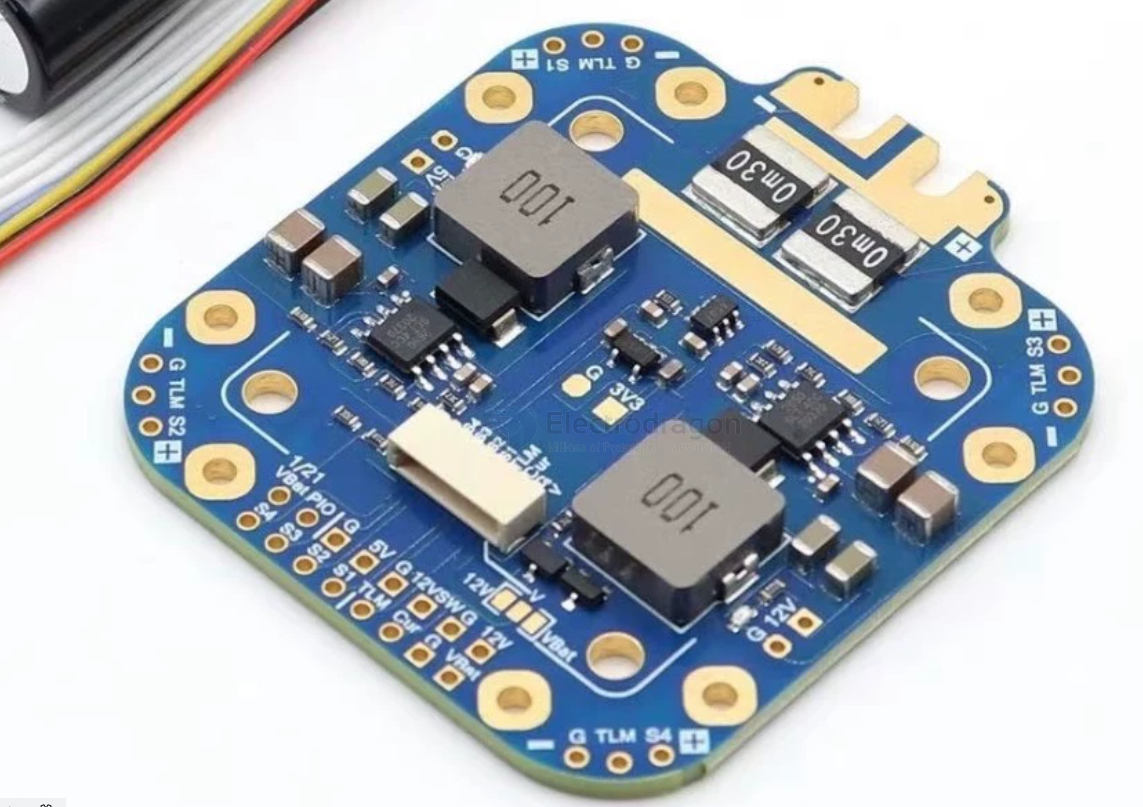 + S1 TLM G -
-
G
5V
100
0m30
0m30
+
+
S3
TLM
G
-
-
G
TLM
S2
+
G 3V3
Electrodragon
100
1/21
VBat PIO G 5V G 12VSW G 12V
S4 S3 S2 S1 TLM Cur G VBat
12V V
VBat
G 12V
- G TLM S4 +